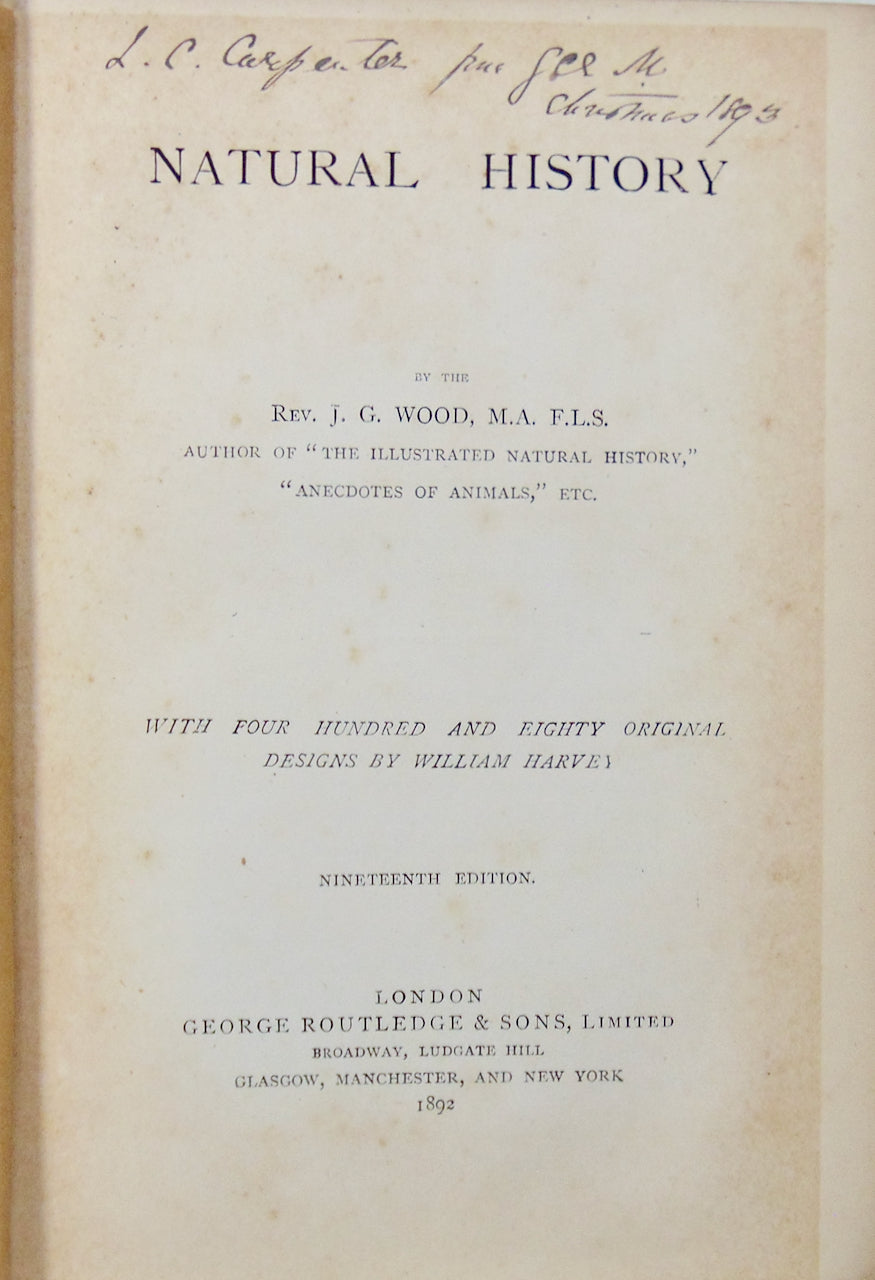 L. C. Carpenter
Christmas 1893
NATURAL HISTORY
BY THE
REV. J. G. WOOD, M.A. F.L.S.
AUTHOR OF "THE ILLUSTRATED NATURAL HISTORY,"
"ANECDOTES OF ANIMALS," ETC.
WITH FOUR HUNDRED AND EIGHTY ORIGINAL
DESIGNS BY WILLIAM HARVEY
NINETEENTH EDITION.
LONDON
GEORGE ROUTLEDGE & SONS, LIMITED
BROADWAY, LUDGATE HILL
GLASGOW, MANCHESTER, AND NEW YORK
1892